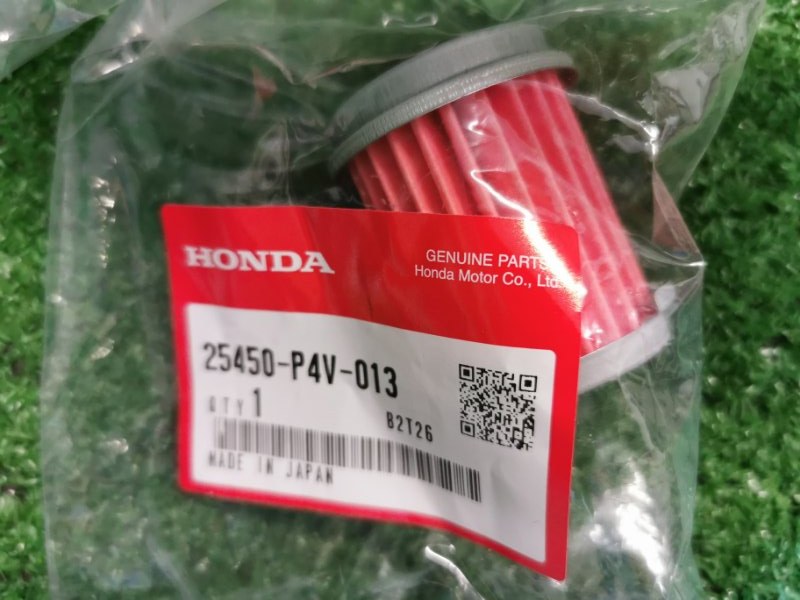 HONDA
GENUINE PARTS
Honda Motor Co., Ltd.
25450-P4V-013
QTY 1
B2T26
MADE IN JAPAN